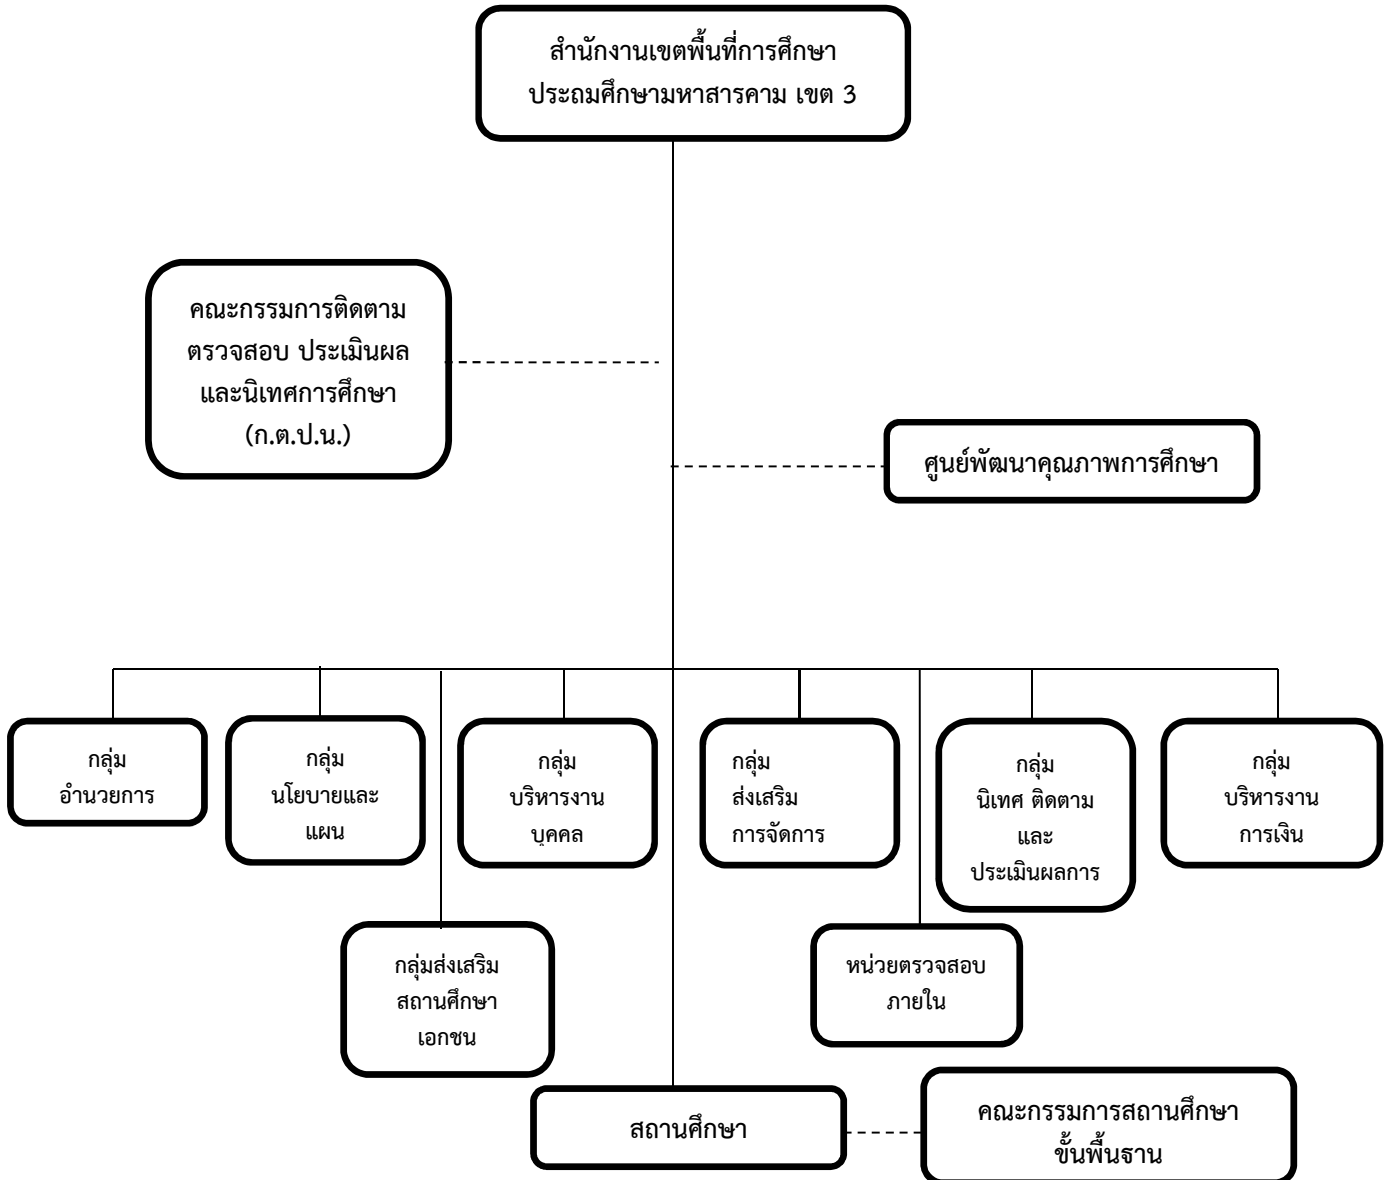 สำนักงานเขตพื้นที่การศึกษา
ประถมศึกษามหาสารคาม เขต 3
คณะกรรมการติดตาม
ตรวจสอบ ประเมินผล
และนิเทศการศึกษา
(ก.ต.ป.น.)
ศูนย์พัฒนาคุณภาพการศึกษา
กลุ่ม
อำนวยการ
กลุ่ม
นโยบายและ
แผน
กลุ่ม
บริหารงาน
บุคคล
กลุ่ม
ส่งเสริม
การจัดการ
กลุ่ม
นิเทศ ติดตาม
และ
ประเมินผลการ
กลุ่ม
บริหารงาน
การเงิน
กลุ่มส่งเสริม
สถานศึกษา
เอกชน
หน่วยตรวจสอบ
ภายใน
สถานศึกษา
คณะกรรมการสถานศึกษา
ขั้นพื้นฐาน